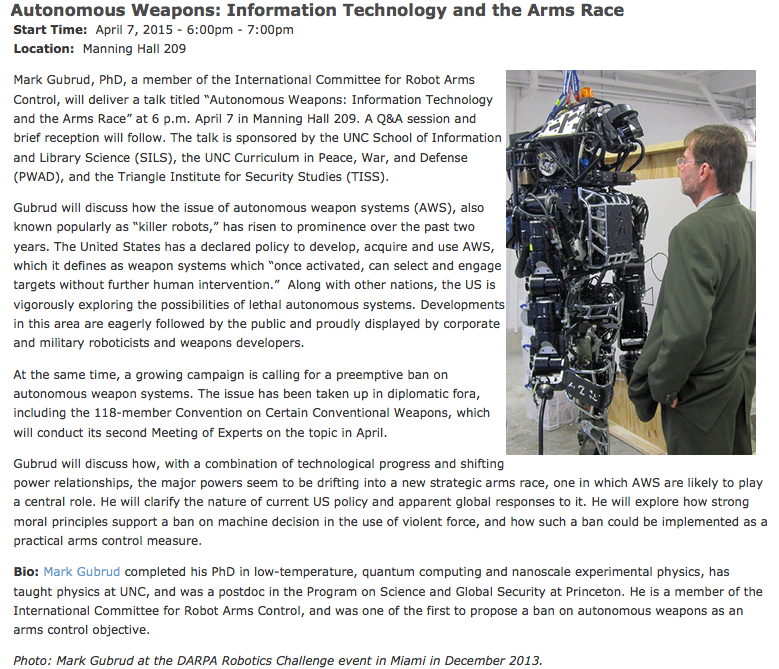 Autonomous Weapons: Information Technology and the Arms Race
Start Time: April 7, 2015 - 6:00pm - 7:00pm
Location: Manning Hall 209
Mark Gubrud, PhD, a member of the International Committee for Robot Arms
Control, will deliver a talk titled “Autonomous Weapons: Information Technology
and the Arms Race” at 6 p.m. April 7 in Manning Hall 209. A Q&A session and
brief reception will follow. The talk is sponsored by the UNC School of Information
and Library Science (SILS), the UNC Curriculum in Peace, War, and Defense
(PWAD), and the Triangle Institute for Security Studies (TISS).
Gubrud will discuss how the issue of autonomous weapon systems (AWS), also
known popularly as “killer robots,” has risen to prominence over the past two
years. The United States has a declared policy to develop, acquire and use AWS,
which it defines as weapon systems which “once activated, can select and engage
targets without further human intervention.” Along with other nations, the US is
vigorously exploring the possibilities of lethal autonomous systems. Developments
in this area are eagerly followed by the public and proudly displayed by corporate
and military roboticists and weapons developers.
At the same time, a growing campaign is calling for a preemptive ban on
autonomous weapon systems. The issue has been taken up in diplomatic fora,
including the 118-member Convention on Certain Conventional Weapons, which
will conduct its second Meeting of Experts on the topic in April.
Gubrud will discuss how, with a combination of technological progress and shifting
power relationships, the major powers seem to be drifting into a new strategic arms race, one in which AWS are likely to play
a central role. He will clarify the nature of current US policy and apparent global responses to it. He will explore how strong
moral principles support a ban on machine decision in the use of violent force, and how such a ban could be implemented as a
practical arms control measure.
Bio: Mark Gubrud completed his PhD in low-temperature, quantum computing and nanoscale experimental physics, has
taught physics at UNC, and was a postdoc in the Program on Science and Global Security at Princeton. He is a member of the
International Committee for Robot Arms Control, and was one of the first to propose a ban on autonomous weapons as an
arms control objective.
Photo: Mark Gubrud at the DARPA Robotics Challenge event in Miami in December 2013.